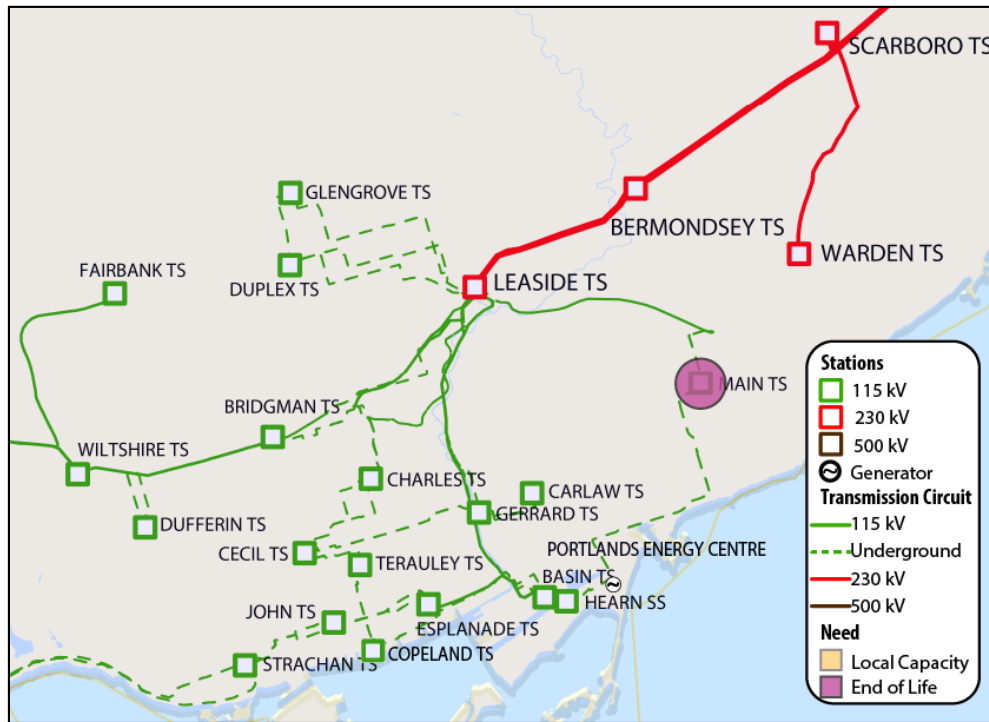 SCARBORO TS
GLENGROVE TS
BERMONDSEY TS
WARDEN TS
FAIRBANK TS
DUPLEX TS
LEASIDE TS
MAIN TS
BRIDGMAN TS
WILTSHIRE TS
CHARLES TS
CARLAW TS
GERRARD TS
DUFFERIN TS
CECIL TS
TERAULEY TS
PORTLANDS ENERGY CENTRE
BASIN TS
HEARN SS
JOHN TS
ESPLANADE TS
COPELAND TS
STRACHAN TS
Stations
115 kV
230 kV
500 kV
Generator
Transmission Circuit
115 kV
Underground
230 kV
500 kV
Need
Local Capacity
End of Life